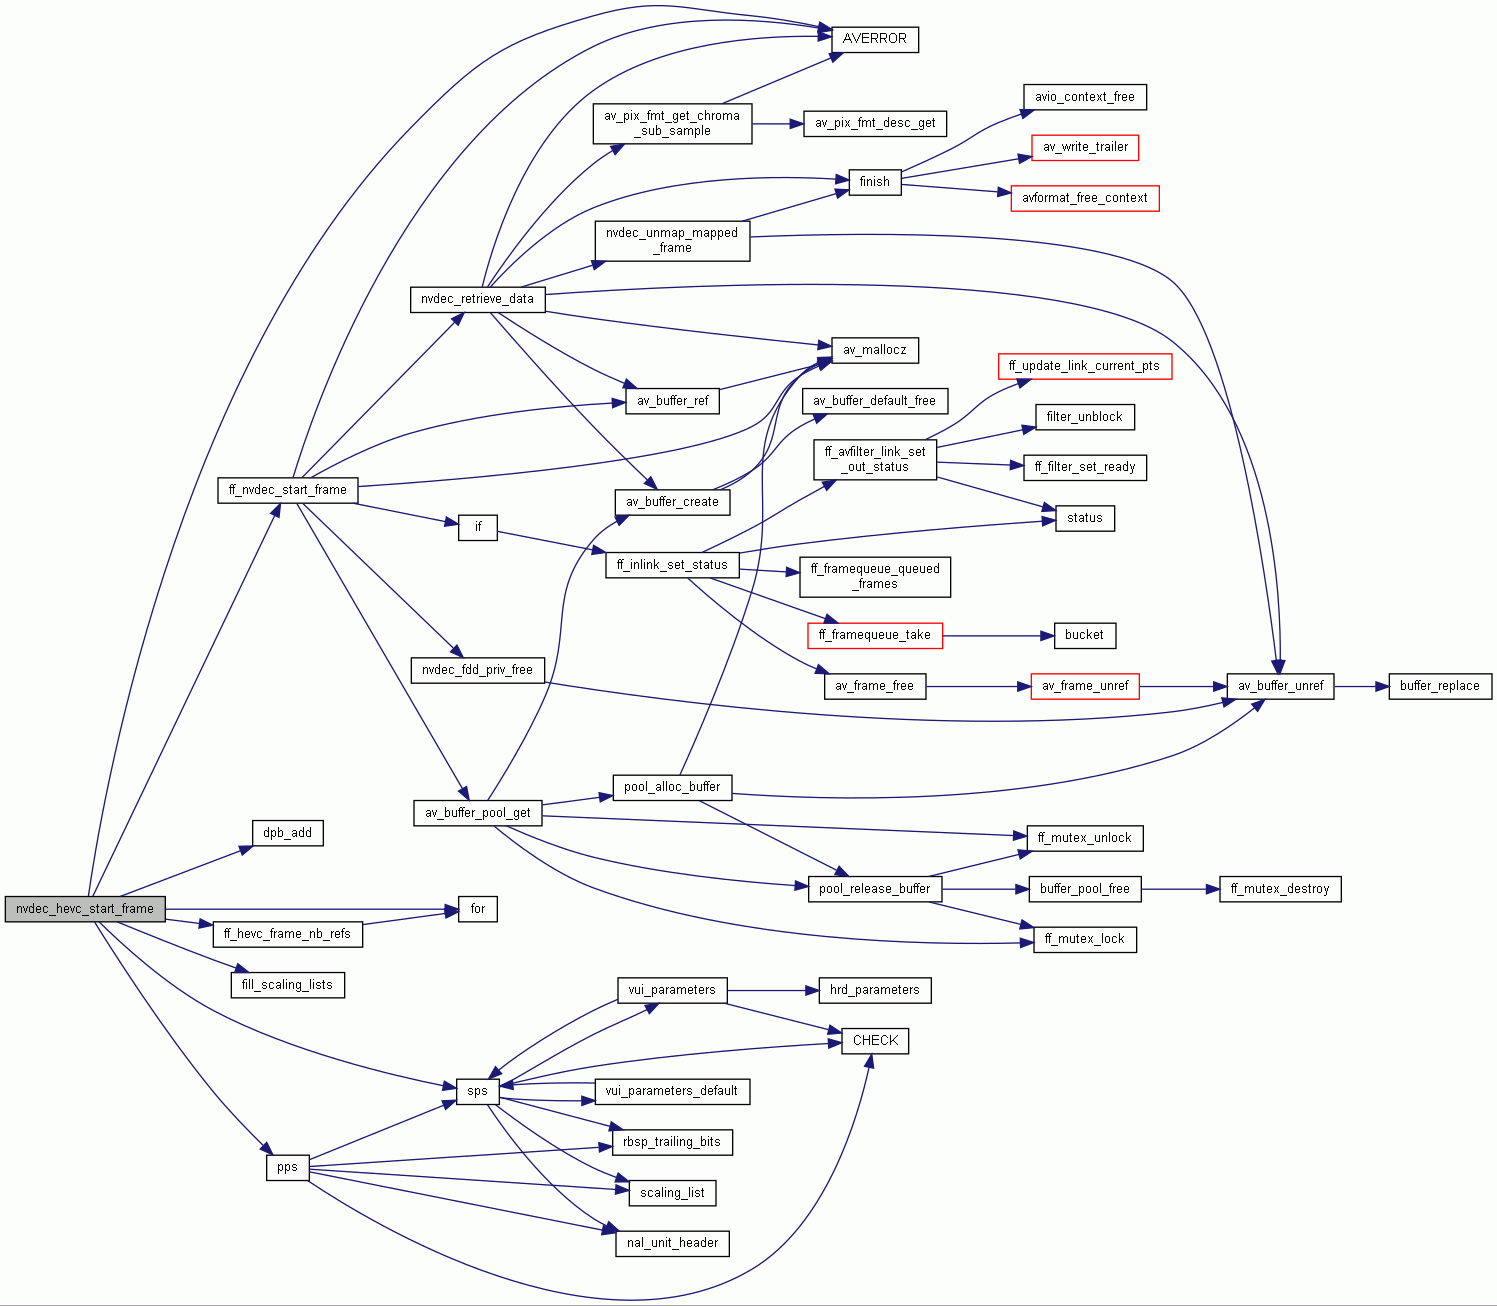 AVERROR
avio_context_free
av_pix_fmt_get_chroma
_sub_sample
av_pix_fmt_desc_get
av_write_trailer
finish
avformat_free_context
nvdec_unmap_mapped
_frame
nvdec_retrieve_data
av_mallocz
ff_update_link_current_pts
av_buffer_ref
av_buffer_default_free
filter_unblock
ff_avfilter_link_set
_out_status
ff_filter_set_ready
ff_nvdec_start_frame
av_buffer_create
status
if
ff_inlink_set_status
ff_framequeue_queued
_frames
ff_framequeue_take
bucket
nvdec_fdd_priv_free
av_frame_free
av_frame_unref
av_buffer_unref
buffer_replace
pool_alloc_buffer
av_buffer_pool_get
dpb_add
ff_mutex_unlock
pool_release_buffer
buffer_pool_free
ff_mutex_destroy
nvdec_hevc_start_frame
for
ff_hevc_frame_nb_refs
ff_mutex_lock
fill_scaling_lists
vui_parameters
hrd_parameters
CHECK
sps
vui_parameters_default
rbsp_trailing_bits
pps
scaling_list
nal_unit_header